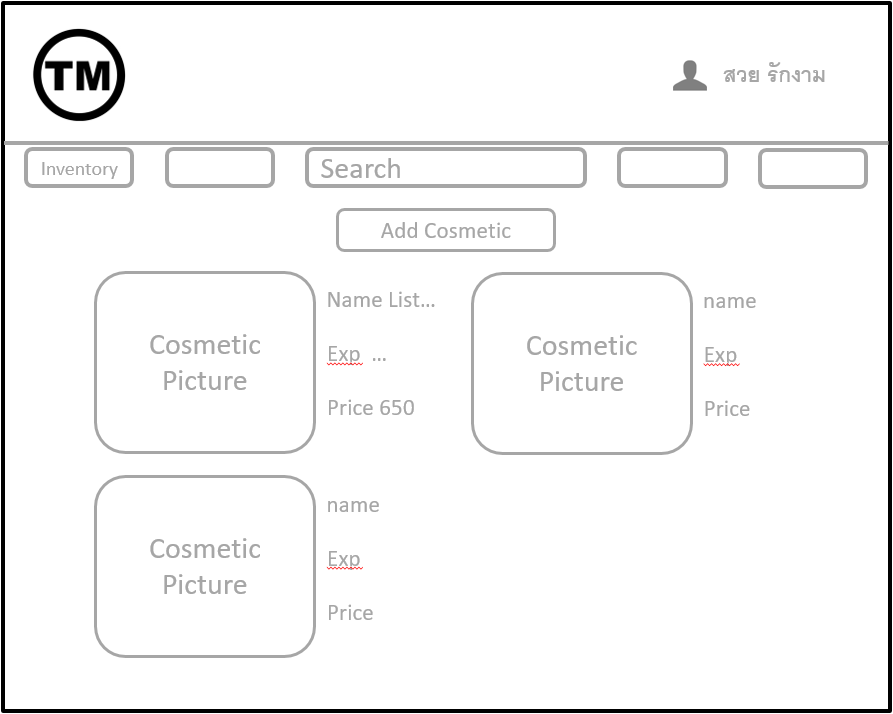 TM
สวย รักงาม
Inventory
Search
Add Cosmetic
Cosmetic
Picture
Name List...
Exp ...
Price 650
Cosmetic
Picture
name
Exp
Price
Cosmetic
Picture
name
Exp
Price